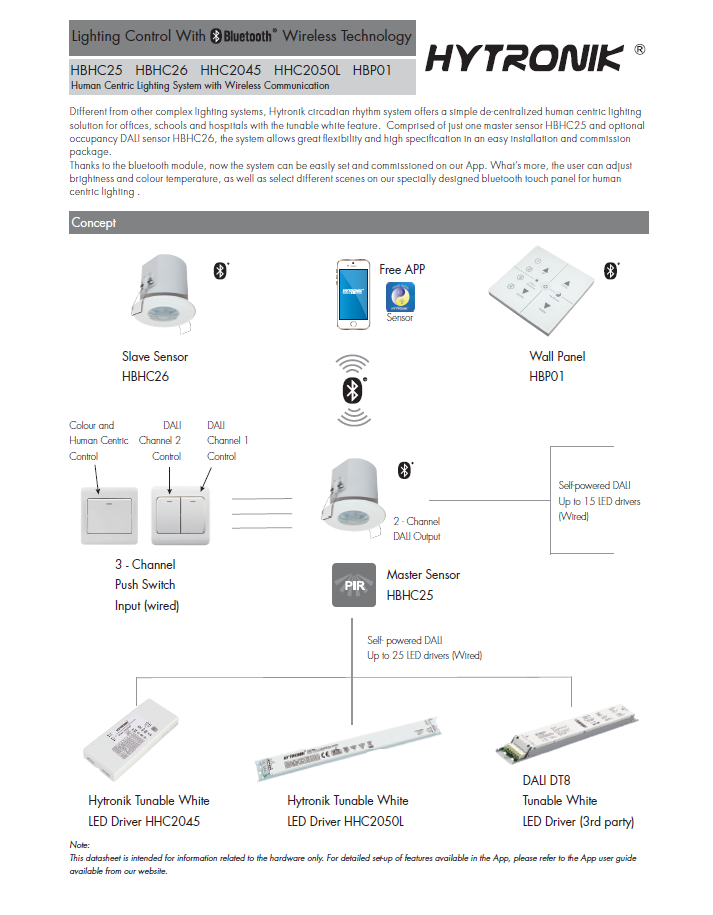 Lighting Control With Bluetooth® Wireless Technology
HYTRONIK ®
HBHC25 HBHC26 HHC2045 HHC2050L HBP01
Human Centric Lighting System with Wireless Communication
Different from other complex lighting systems, Hytronik circadian rhythm system offers a simple de-centralized human centric lighting
solution for offices, schools and hospitals with the tunable white feature. Comprised of just one master sensor HBHC25 and optional
occupancy DALI sensor HBHC26, the system allows great flexibility and high specification in an easy installation and commission
package.
Thanks to the bluetooth module, now the system can be easily set and commissioned on our App. What's more, the user can adjust
brightness and colour temperature, as well as select different scenes on our specially designed bluetooth touch panel for human
centric lighting .
Concept
Free APP
Sensor
Slave Sensor
HBHC26
Wall Panel
HBP01
Colour and
Human Centric
Control
DALI
Channel 2
Control
DALI
Channel 1
Control
2 - Channel
DALI Output
Self-powered DALI
Up to 15 LED drivers
(Wired)
3 - Channel
Push Switch
Input (wired)
PIR
Master Sensor
HBHC25
Self- powered DALI
Up to 25 LED drivers (Wired)
HYTRONIK
Hytronik Tunable White
LED Driver HHC2045
Hytronik Tunable White
LED Driver HHC2050L
DALI DT8
Tunable White
LED Driver (3rd party)
Note:
This datasheet is intended for information related to the hardware only. For detailed set-up of features available in the App, please refer to the App user guide
available from our website.